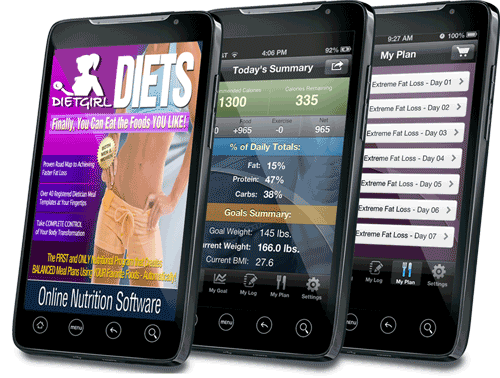 DIETGIRL
DIETS
Finally, You Can Eat the Foods YOU LIKE!
Proven Road Map to Achieving
Faster Fat Loss
Over 40 Registered Dietician Meal
Templates at Your Fingertips
Take COMPLETE CONTROL
of Your Body Transformation
The FIRST and ONLY Nutritional
BALANCED Meal Plans Using YOUR Favorite Foods - Automatically.
Online Nutrition Software
menu
4:06 PM
92%
Today's Summary
Calories
Calories Remaining
1300
335
Food
Exercise
Net
+965
-0
+965
% of Daily Totals:
Fat: 15%
Protein: 47%
Carbs: 38%
Goals Summary:
Goal Weight: 145 lbs.
urrent Weight: 166.0 lbs.
Current BMI: 27.6
My Goal
My Log
My Plan
Settings
menu
9:27 AM
100%
My Plan
Extreme Fat Loss - Day 01
Extreme Fat Loss - Day 02
Extreme Fat Loss - Day 03
Extreme Fat Loss - Day 04
Extreme Fat Loss - Day 05
Extreme Fat Loss - Day 06
Extreme Fat Loss - Day 07
My Log
My Plan
Settings
menu